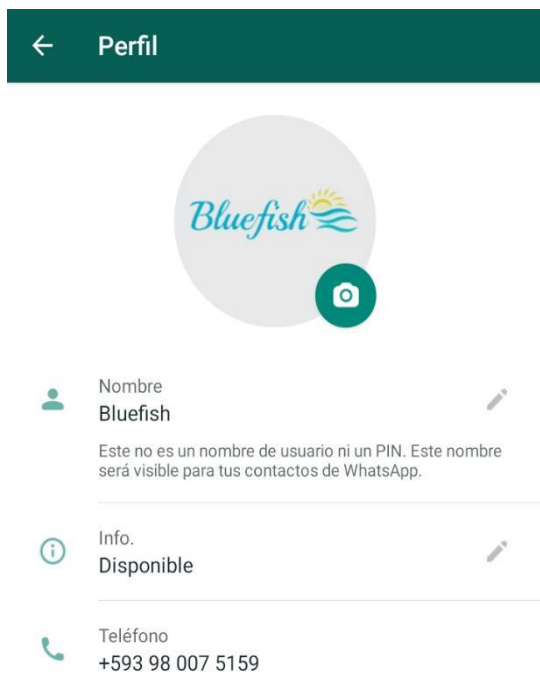 Perfil
Bluefish
Nombre
Bluefish
Este no es un nombre de usuario ni un PIN. Este nombre
será visible para tus contactos de WhatsApp.
Info.
Disponible
Teléfono
+593 98 007 5159